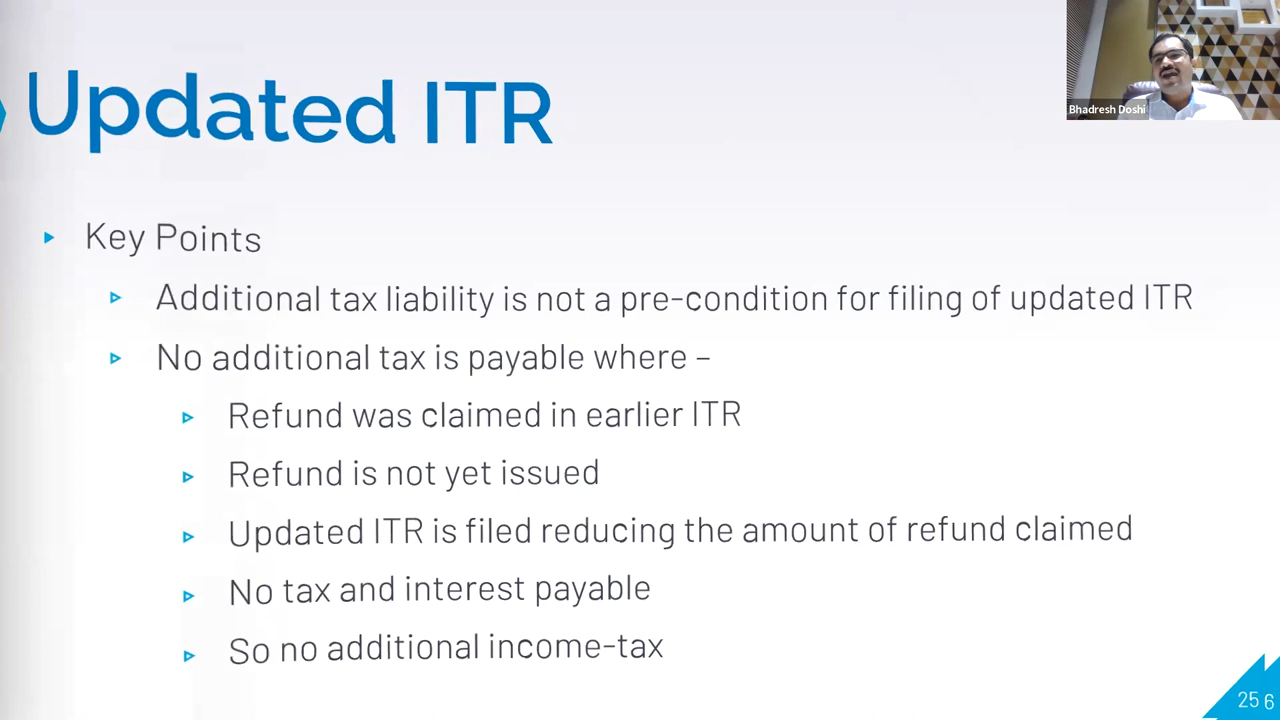 Updated ITR
Bhadresh Doshi
Key Points
Additional tax liability is not a pre-condition for filing of updated ITR
No additional tax is payable where –
Refund was claimed in earlier ITR
Refund is not yet issued
Updated ITR is filed reducing the amount of refund claimed
No tax and interest payable
So no additional income-tax
25 6